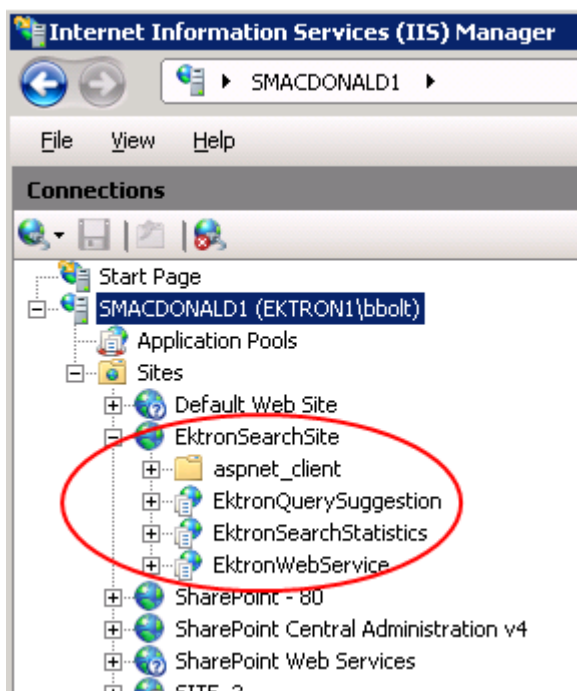 Internet Information Services (IIS) Manager
SMACDONALD1
File View Help
Connections
Start Page
SMACDONALD1 (EKTRON1\bbolt)
Application Pools
Sites
Default Web Site
EktronSearchSite
aspnet_client
EktronQuerySuggestion
EktronSearchStatistics
EktronWebService
SharePoint - 80
SharePoint Central Administration v4
SharePoint Web Services